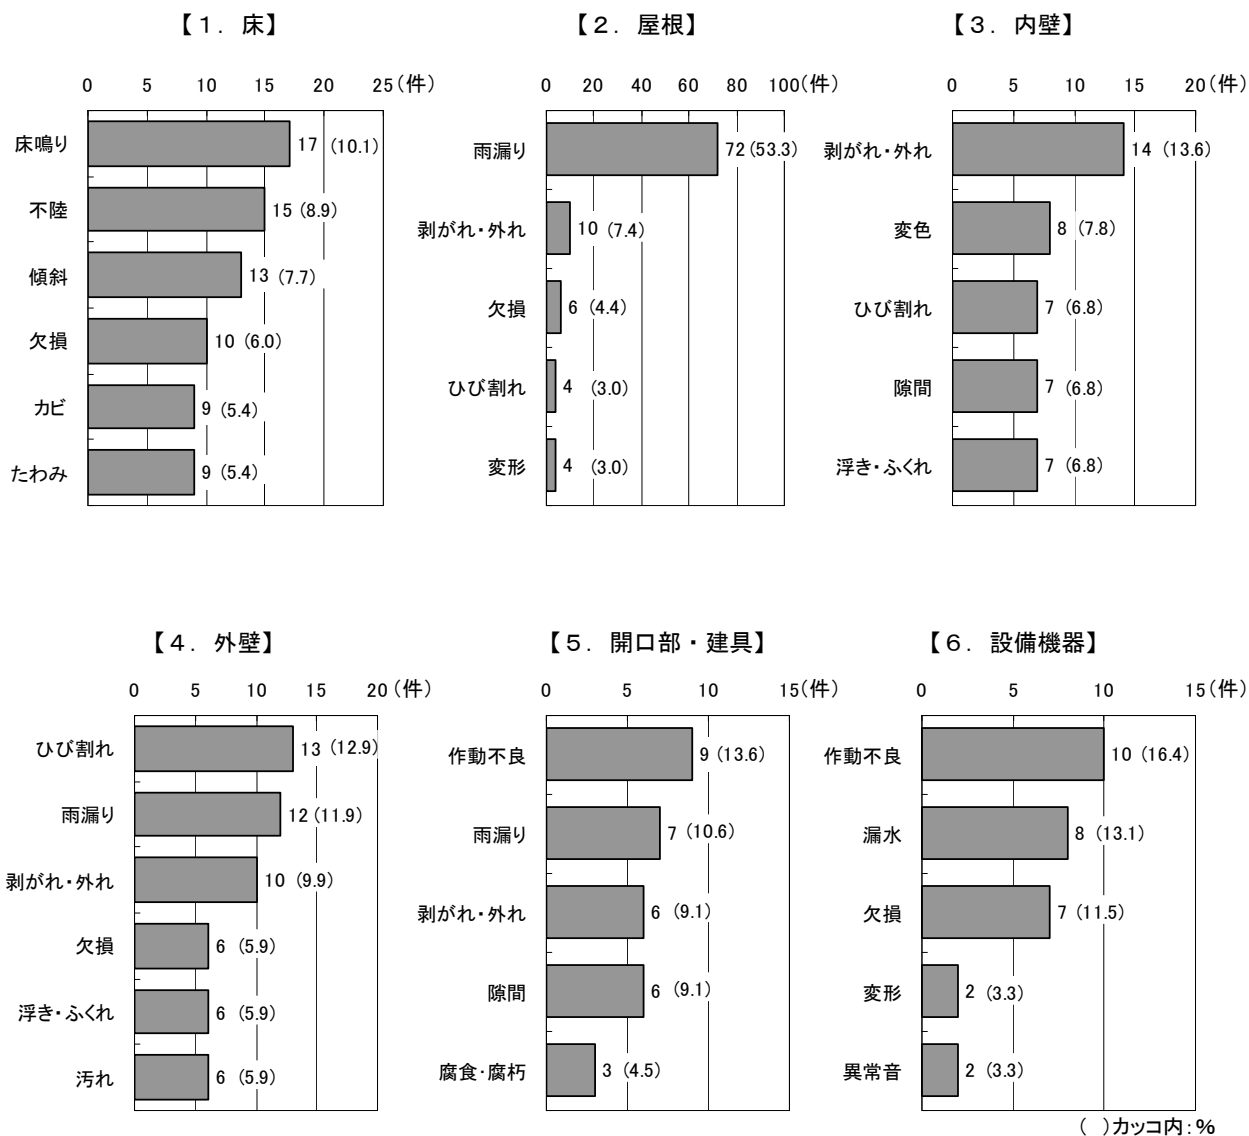 【１．床】
0 5 10 15 20 25(件)
床鳴り 17 (10.1)
不陸 15 (8.9)
傾斜 13 (7.7)
欠損 10 (6.0)
カビ 9 (5.4)
たわみ 9 (5.4)
【２．屋根】
0 20 40 60 80 100(件)
雨漏り 72 (53.3)
剥がれ・外れ 10 (7.4)
欠損 6 (4.4)
ひび割れ 4 (3.0)
変形 4 (3.0)
【３．内壁】
0 5 10 15 20(件)
剥がれ・外れ 14 (13.6)
変色 8 (7.8)
ひび割れ 7 (6.8)
隙間 7 (6.8)
浮き・ふくれ 7 (6.8)
【４．外壁】
0 5 10 15 20(件)
ひび割れ 13 (12.9)
雨漏り 12 (11.9)
剥がれ・外れ 10 (9.9)
欠損 6 (5.9)
浮き・ふくれ 6 (5.9)
汚れ 6 (5.9)
【５．開口部・建具】
0 5 10 15(件)
作動不良 9 (13.6)
雨漏り 7 (10.6)
剥がれ・外れ 6 (9.1)
隙間 6 (9.1)
腐食・腐朽 3 (4.5)
【６．設備機器】
0 5 10 15(件)
作動不良 10 (16.4)
漏水 8 (13.1)
欠損 7 (11.5)
変形 2 (3.3)
異常音 2 (3.3)
( )カッコ内：%